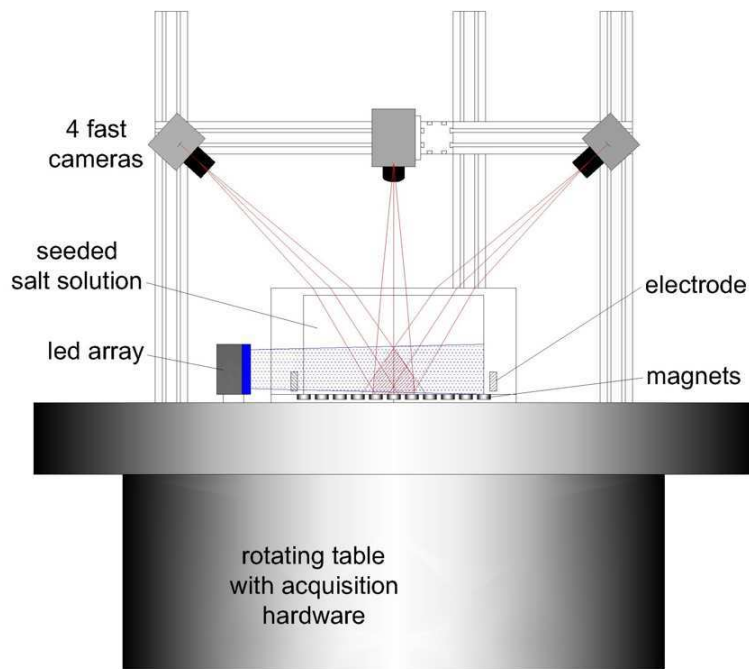 4 fast
cameras
seeded
salt solution
electrode
led array
magnets
rotating table
with acquisition
hardware